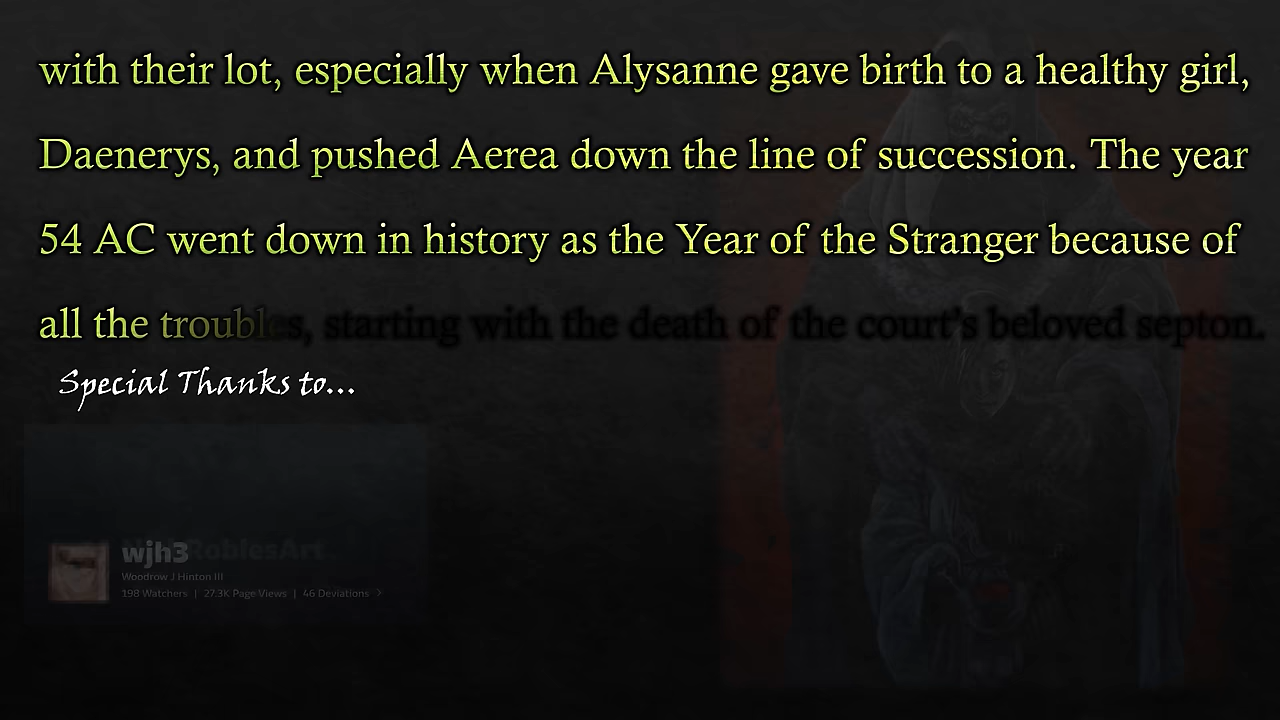 with their lot, especially when Alysanne gave birth to a healthy girl,
Daenerys, and pushed Aerea down the line of succession. The year
54 AC went down in history as the Year of the Stranger because of
all the troubles, starting with the death of the court's beloved septon.
Special Thanks to...
wjh3 RoblesArt
Woodrow J Hinton III
198 Watchers | 27.3K Page Views | 46 Deviations >